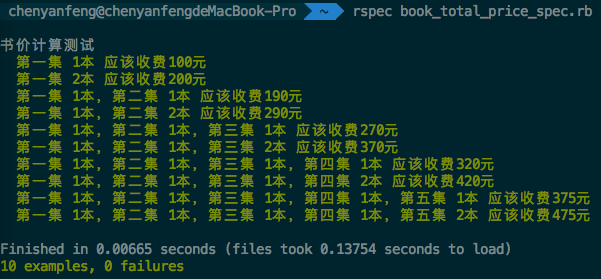 chenyanfeng@chenyanfengdeMacBook-Pro ~ rspec book_total_price_spec.rb
书价计算测试
第一集 1本 应该收费100元
第一集 2本 应该收费200元
第一集 1本, 第二集 1本 应该收费190元
第一集 1本, 第二集 2本 应该收费290元
第一集 1本, 第二集 1本, 第三集 1本 应该收费270元
第一集 1本, 第二集 1本, 第三集 2本 应该收费370元
第一集 1本, 第二集 1本, 第三集 1本, 第四集 1本 应该收费320元
第一集 1本, 第二集 1本, 第三集 1本, 第四集 2本 应该收费420元
第一集 1本, 第二集 1本, 第三集 1本, 第四集 1本, 第五集 1本 应该收费375元
第一集 1本, 第二集 1本, 第三集 1本, 第四集 1本, 第五集 2本 应该收费475元
Finished in 0.00665 seconds (files took 0.13754 seconds to load)
10 examples, 0 failures